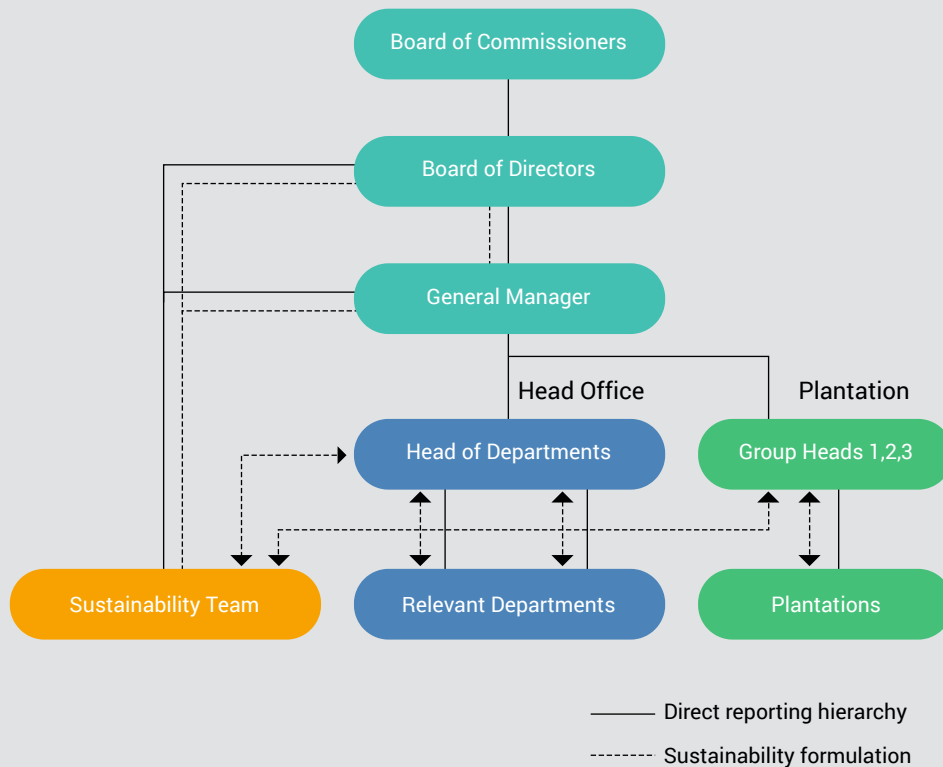 Board of Commissioners
Board of Directors
General Manager
Head Office
Plantation
Head of Departments
Group Heads 1,2,3
Sustainability Team
Relevant Departments
Plantations
Direct reporting hierarchy
Sustainability formulation